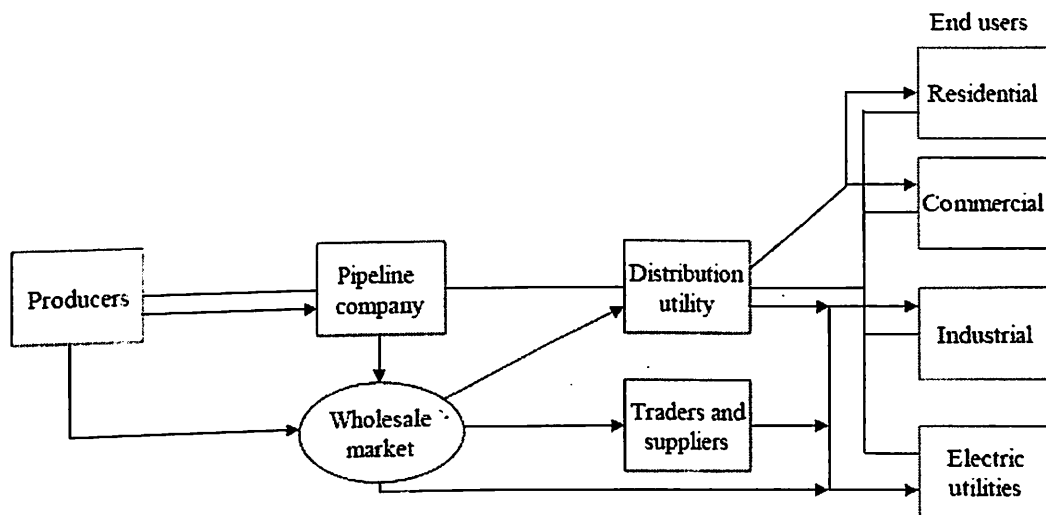 End users
Residential
Commercial
Producers
Pipeline
company
Distribution
utility
Industrial
Wholesale
market
Traders and
suppliers
Electric
utilities